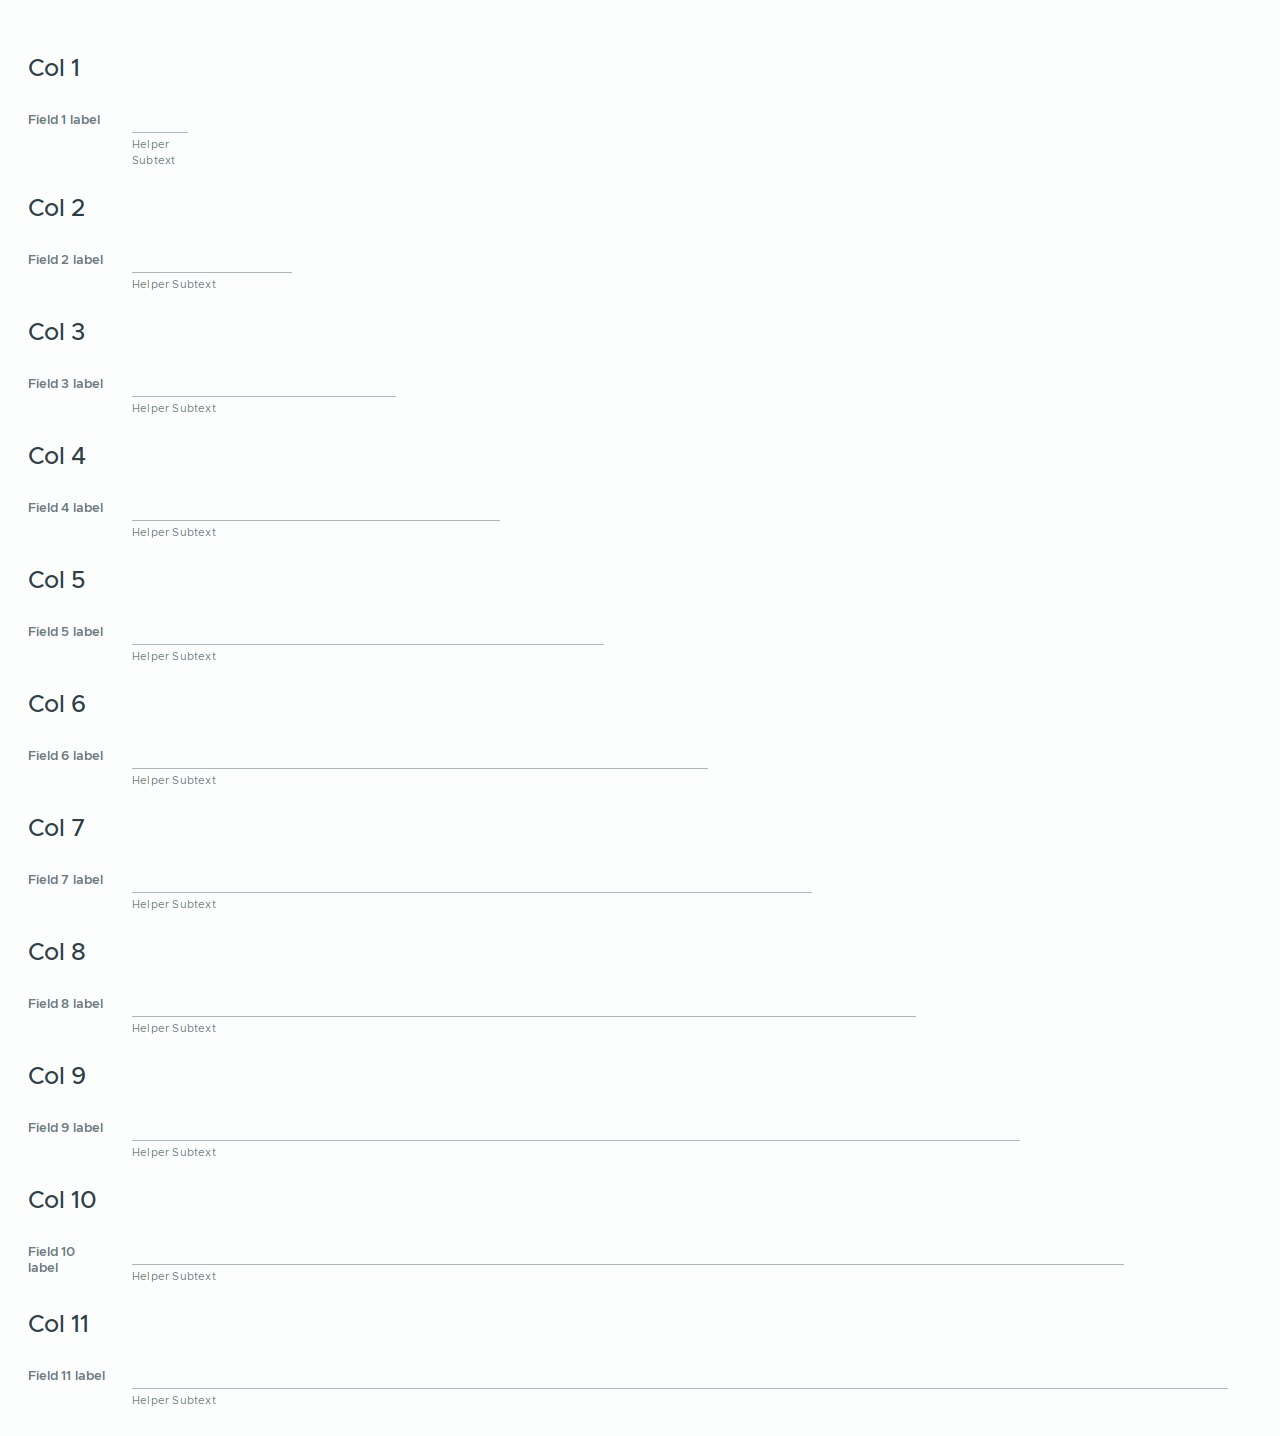 Col 1
Field 1 label
Helper
Subtext
Col 2
Field 2 label
Helper Subtext
Col 3
Field 3 label
Helper Subtext
Col 4
Field 4 label
Helper Subtext
Col 5
Field 5 label
Helper Subtext
Col 6
Field 6 label
Helper Subtext
Col 7
Field 7 label
Helper Subtext
Col 8
Field 8 label
Helper Subtext
Col 9
Field 9 label
Helper Subtext
Col 10
Field 10
label
Helper Subtext
Col 11
Field 11 label
Helper Subtext